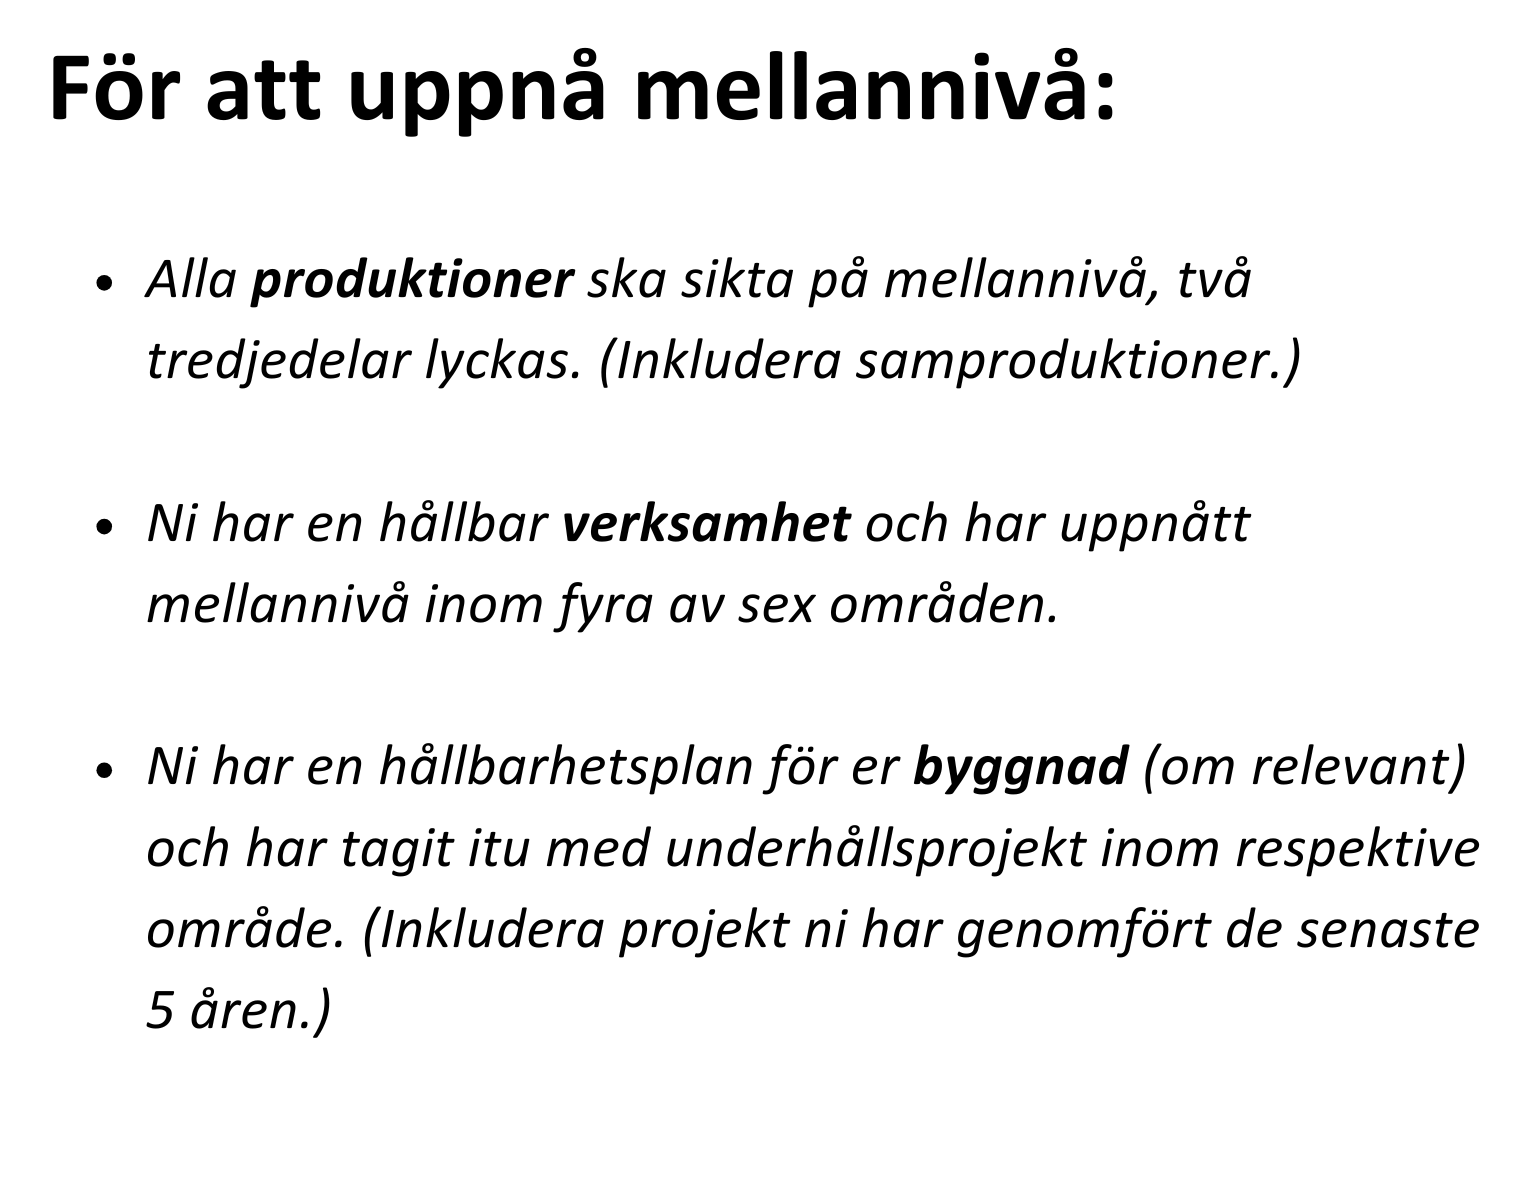 För att uppnå mellannivå:
• Alla produktioner ska sikta på mellannivå, två
tredjedelar lyckas. (Inkludera samproduktioner.)
• Ni har en hållbar verksamhet och har uppnått
mellannivå inom fyra av sex områden.
• Ni har en hållbarhetsplan för er byggnad (om relevant)
och har tagit itu med underhållsprojekt inom respektive
område. (Inkludera projekt ni har genomfört de senaste
5 åren.)